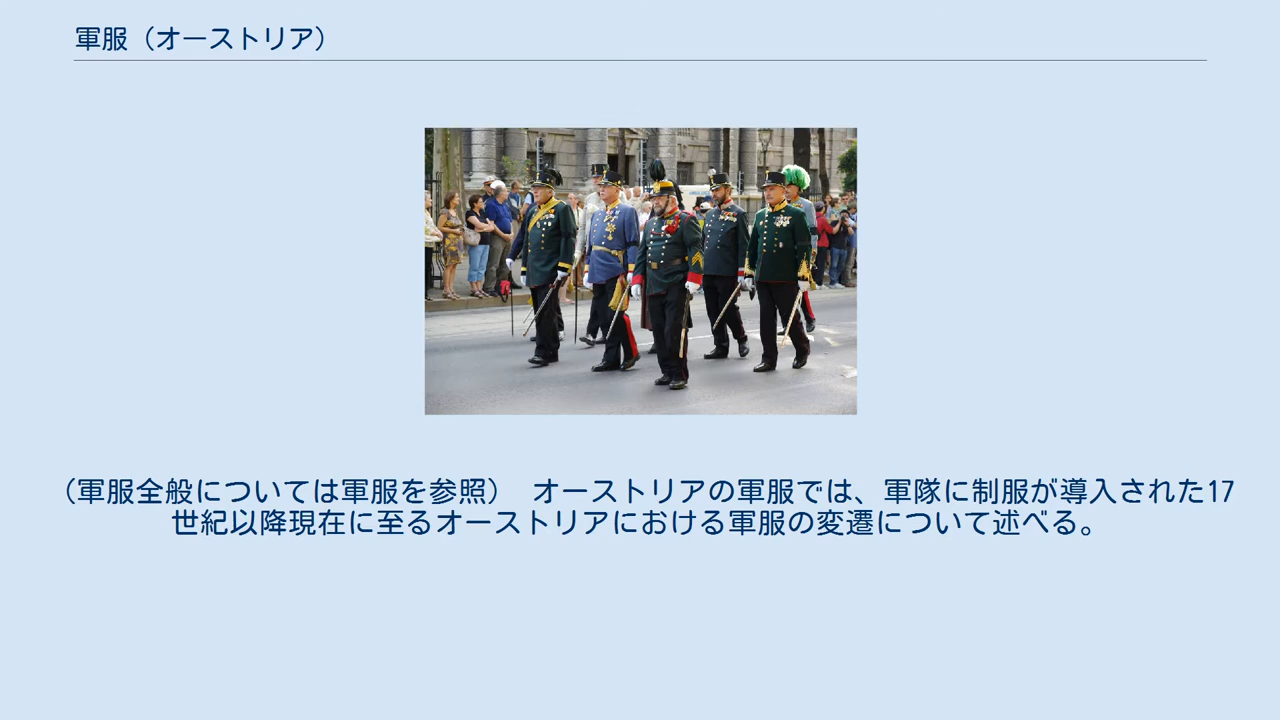 軍服（オーストリア）
（軍服全般については軍服を参照）　オーストリアの軍服では、軍隊に制服が導入された17
世紀以降現在に至るオーストリアにおける軍服の変遷について述べる。